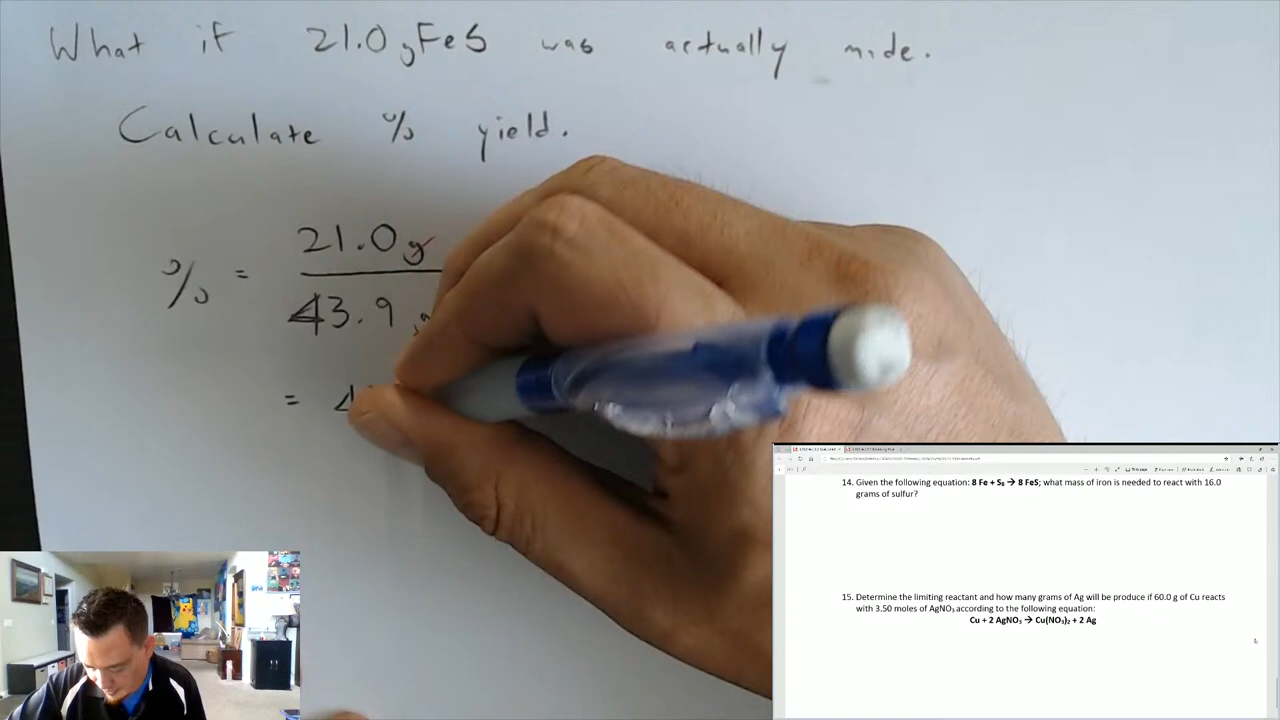 What if 21.0 gFeS was actually made.
Calculate % yield.
% = 21.0 g
43.9
= 4
14. Given the following equation: 8 Fe + S₈ → 8 FeS; what mass of iron is needed to react with 16.0
grams of sulfur?
15. Determine the limiting reactant and how many grams of Ag will be produce if 60.0 g of Cu reacts
with 3.50 moles of AgNO₃ according to the following equation:
Cu + 2 AgNO₃ → Cu(NO₃)₂ + 2 Ag